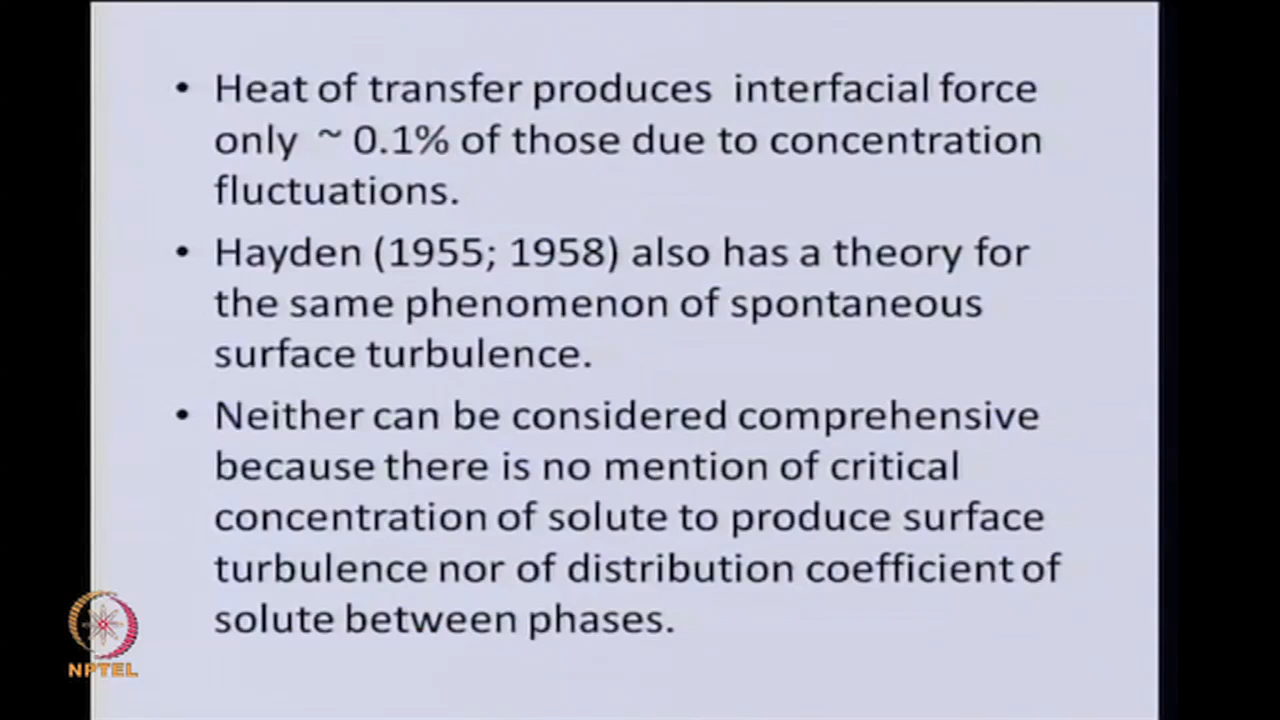 • Heat of transfer produces interfacial force
only ~ 0.1% of those due to concentration
fluctuations.
• Hayden (1955; 1958) also has a theory for
the same phenomenon of spontaneous
surface turbulence.
• Neither can be considered comprehensive
because there is no mention of critical
concentration of solute to produce surface
turbulence nor of distribution coefficient of
solute between phases.
NPTEL